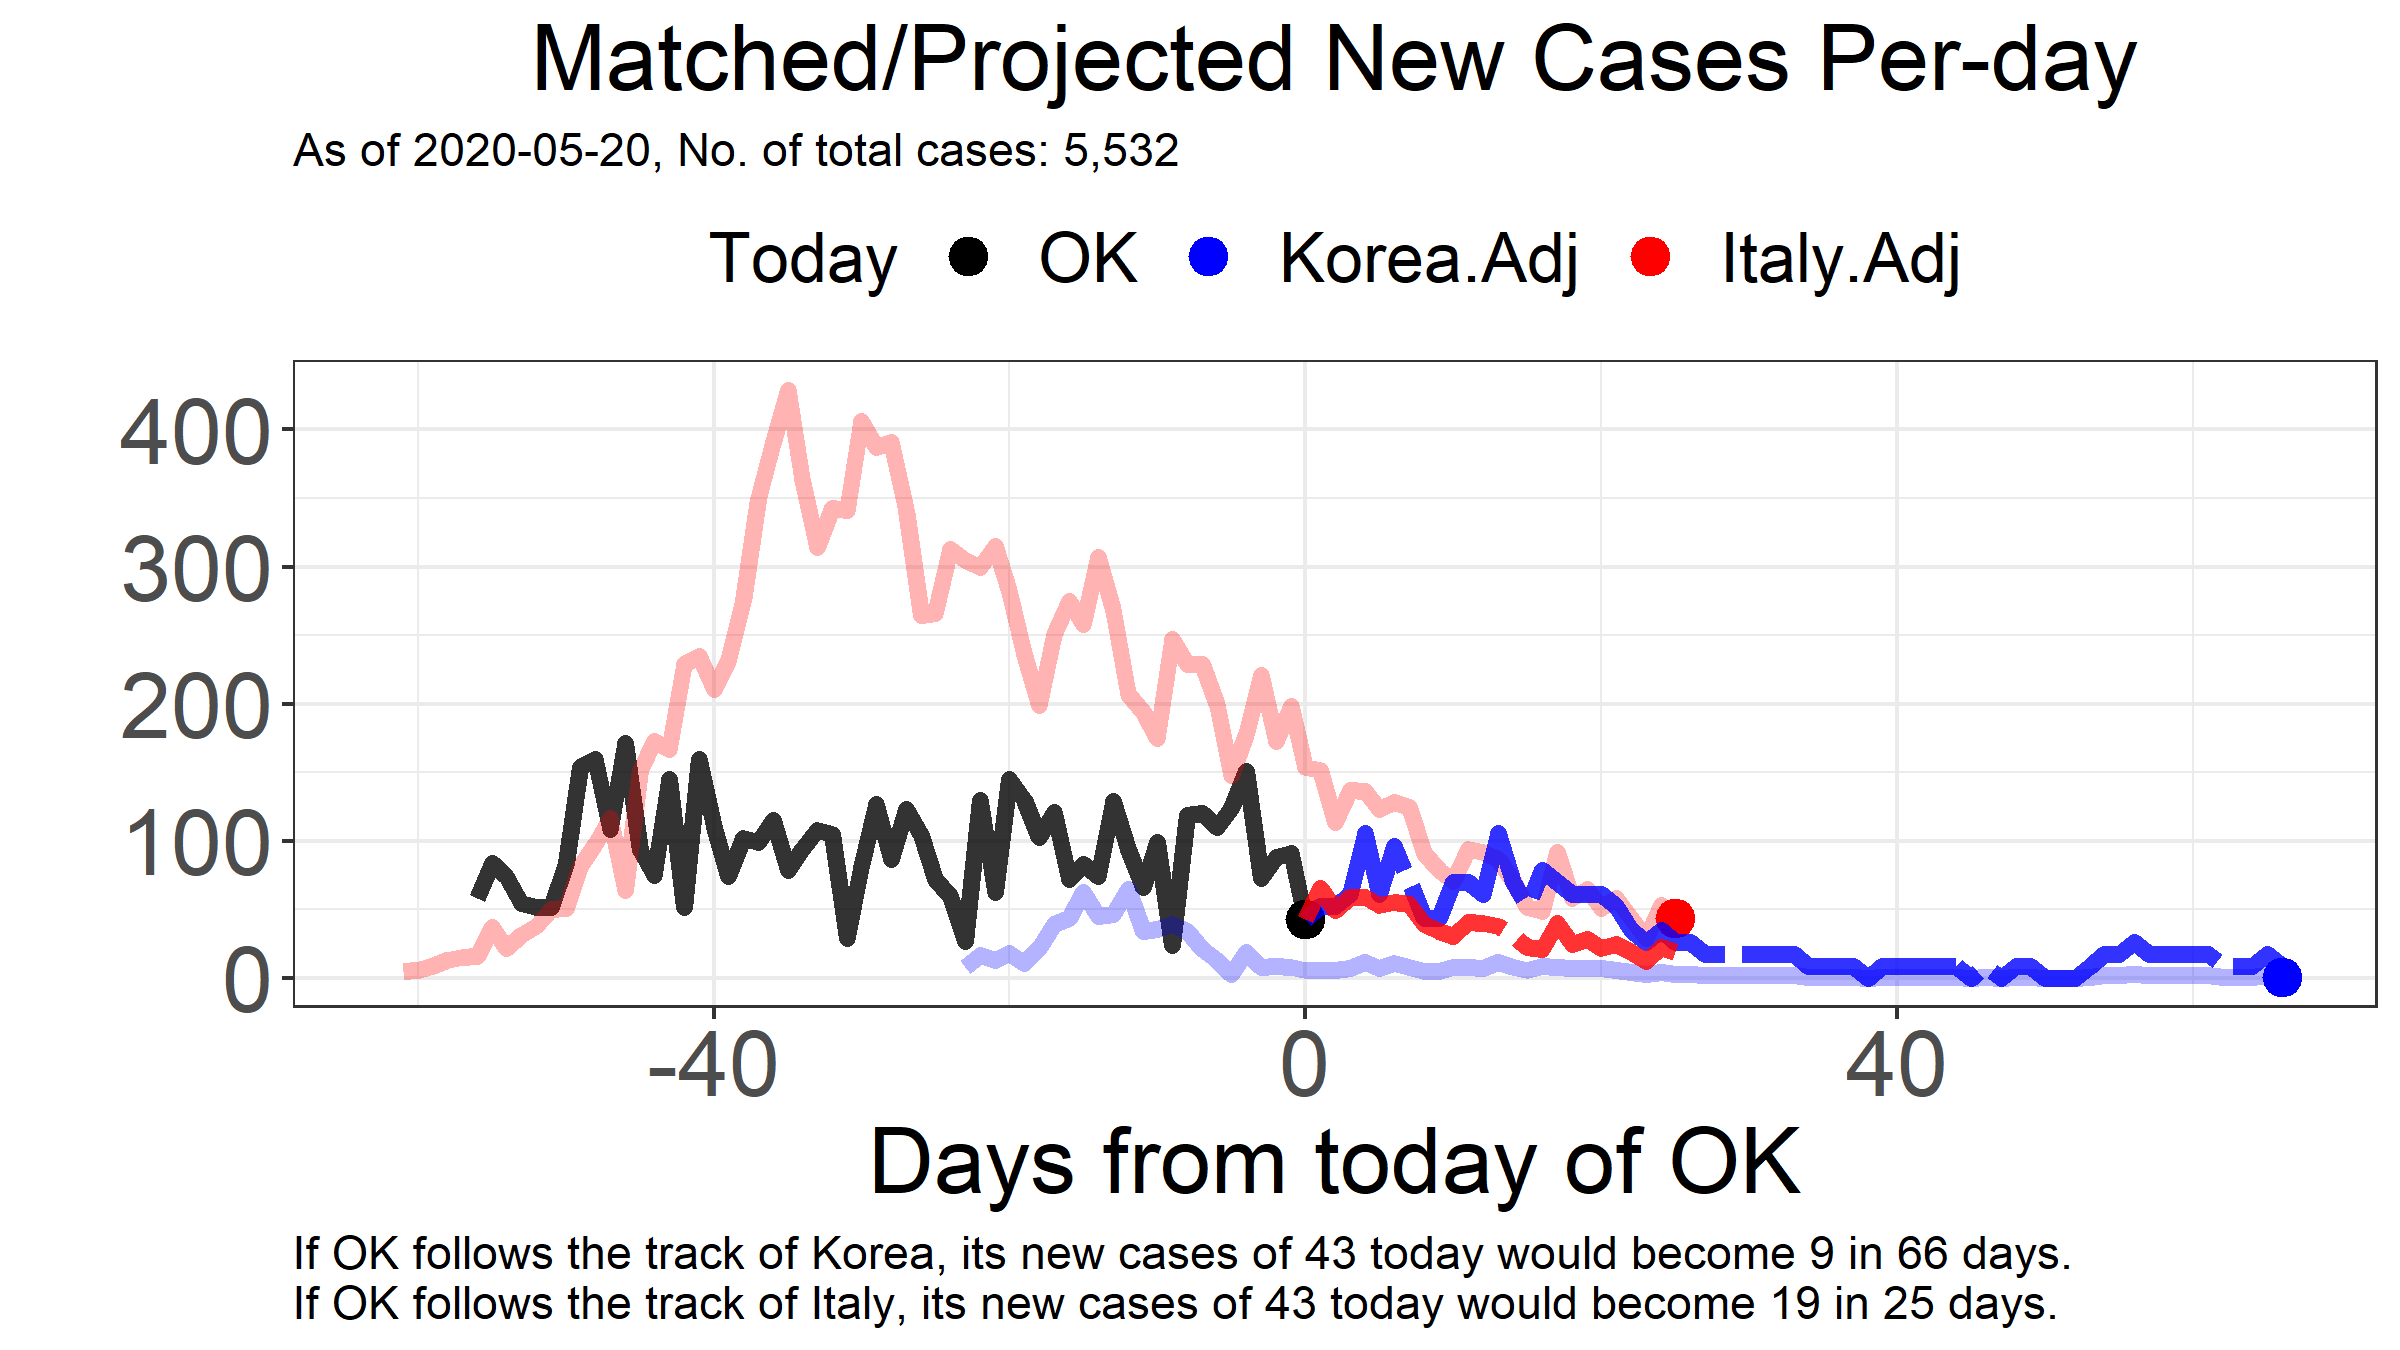 Matched/Projected New Cases Per-day
As of 2020-05-20, No. of total cases: 5,532
Today OK Korea.Adj Italy.Adj
400
300
200
100
0
-40 0 40
Days from today of OK
If OK follows the track of Korea, its new cases of 43 today would become 9 in 66 days.
If OK follows the track of Italy, its new cases of 43 today would become 19 in 25 days.